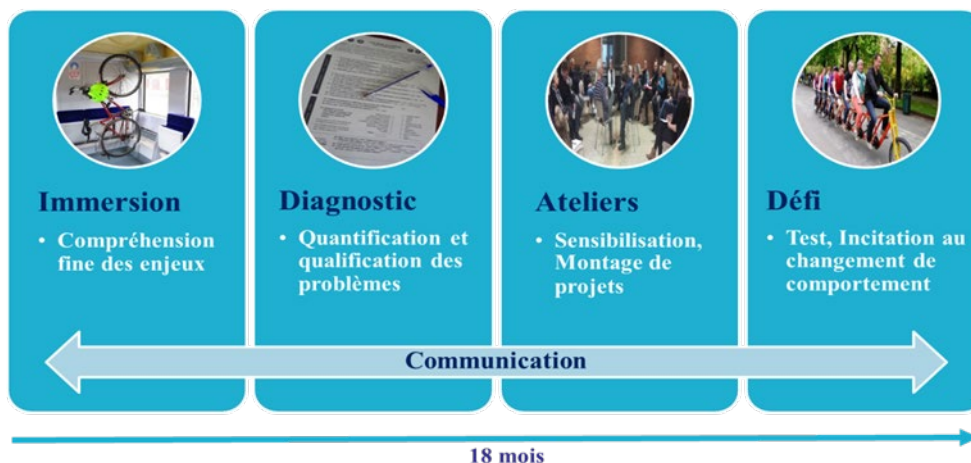 Immersion
• Compréhension
fine des enjeux
Diagnostic
• Quantification et
qualification des
problèmes
Ateliers
• Sensibilisation,
Montage de
projets
Défi
• Test, Incitation au
changement de
comportement
Communication
18 mois